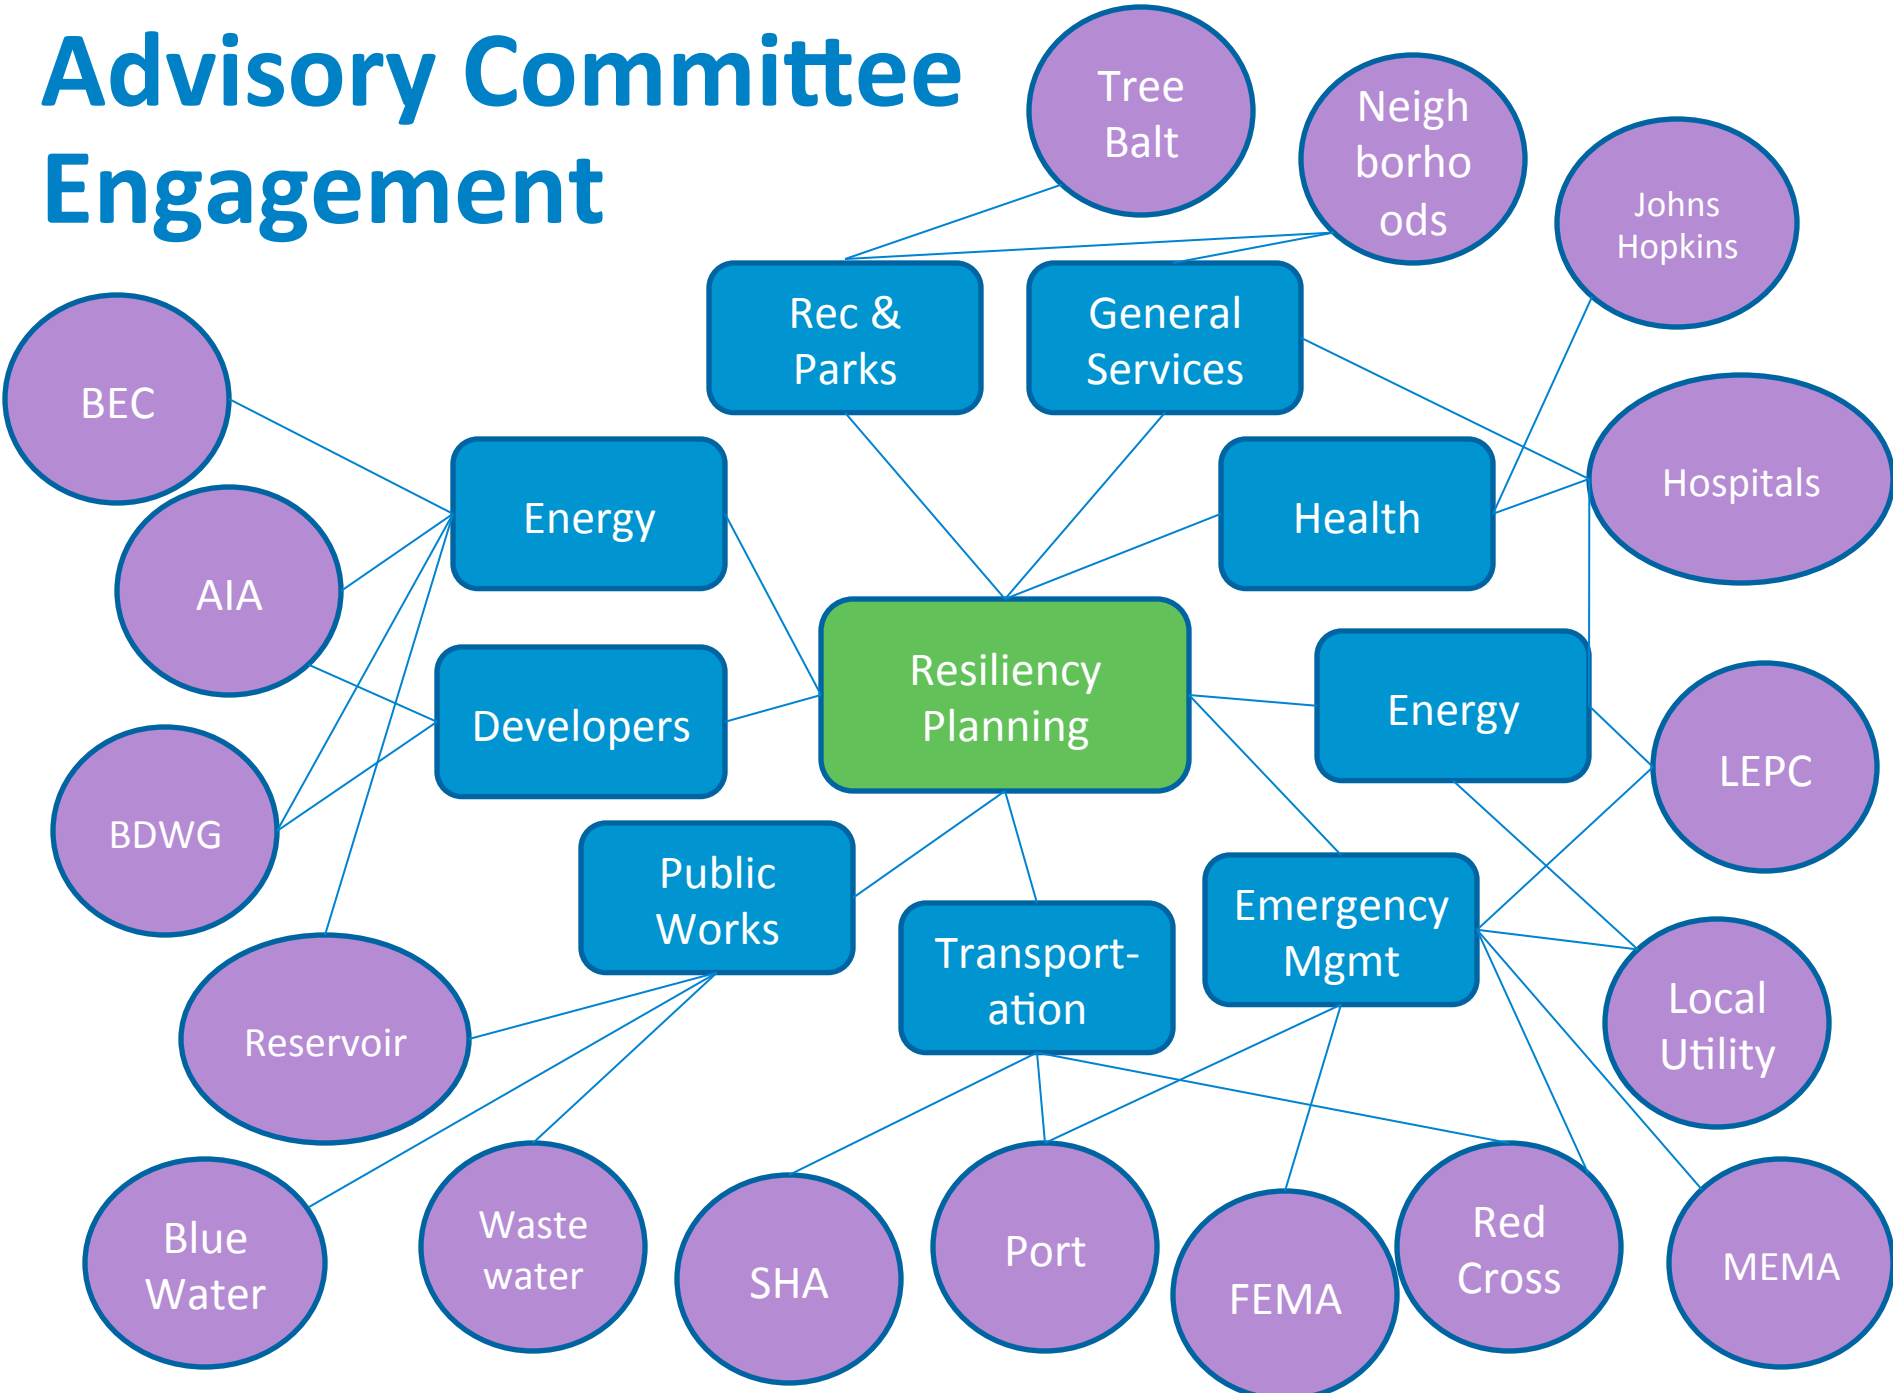 Advisory Committee
Engagement
Tree
Balt
Neigh
borho
ods
Johns
Hopkins
Rec &
Parks
General
Services
BEC
Energy
Health
Hospitals
AIA
Resiliency
Planning
Developers
Energy
LEPC
BDWG
Public
Works
Transport-
ation
Emergency
Mgmt
Local
Utility
Reservoir
Blue
Water
Waste
water
SHA
Port
FEMA
Red
Cross
MEMA